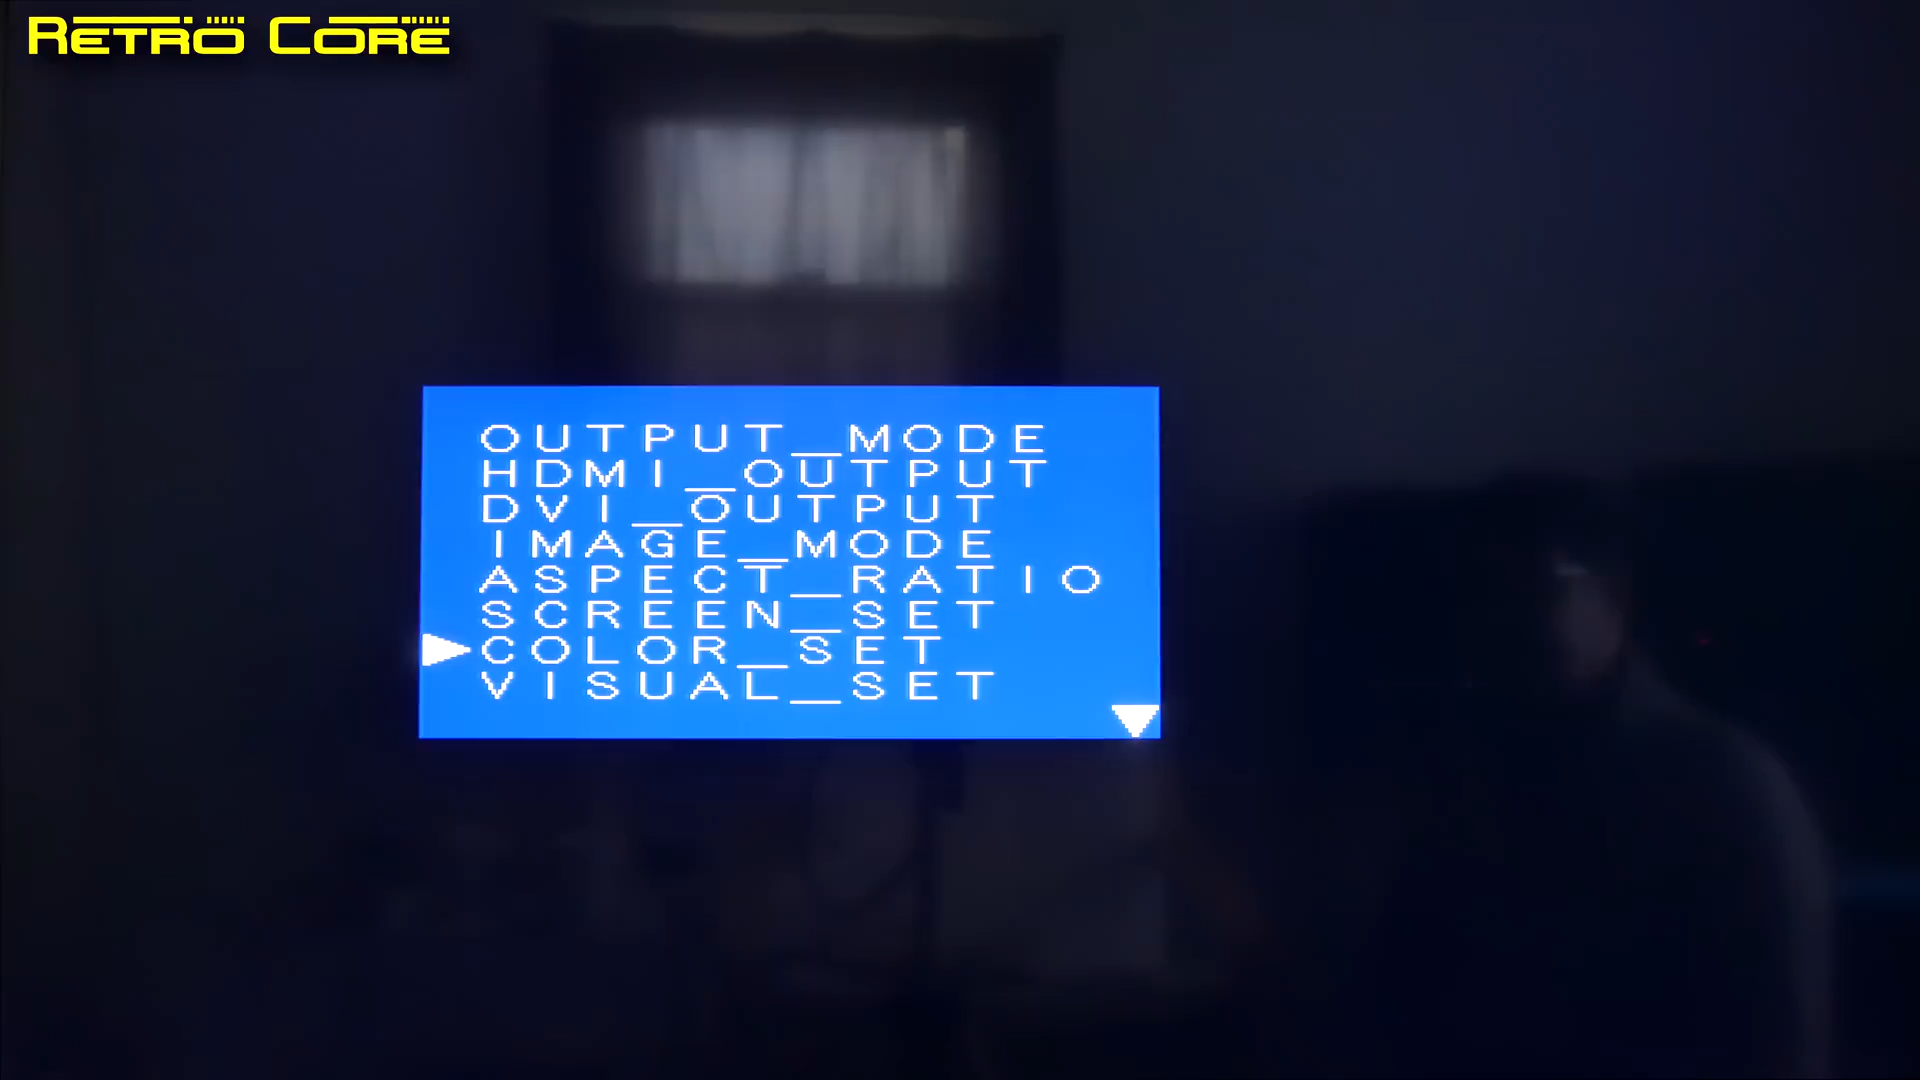 RETRO CORE
OUTPUT_MODE
HDMI_OUTPUT
DVI_OUTPUT
IMAGE_MODE
ASPECT_RATIO
SCREEN_SET
COLOR_SET
VISUAL_SET